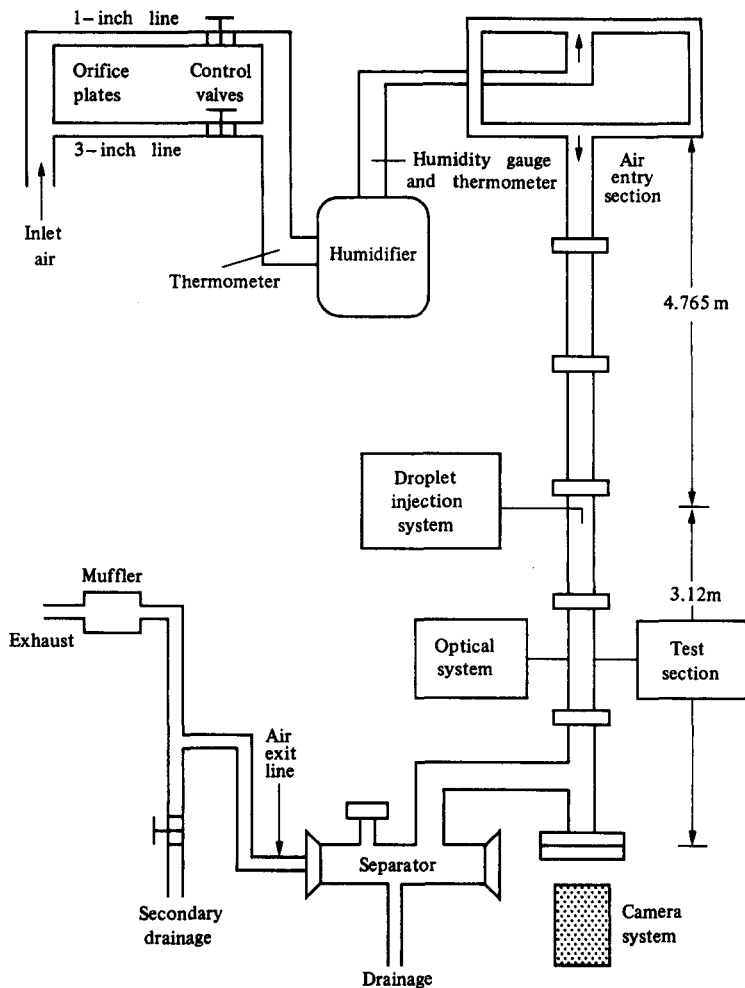 1-inch line
Orifice
plates
Control
valves
3-inch line
Inlet
air
Thermometer
Humidifier
Humidity gauge
and thermometer
Air
entry
section
4.765 m
Droplet
injection
system
3.12m
Optical
system
Test
section
Muffler
Exhaust
Air
exit
line
Separator
Secondary
drainage
Drainage
Camera
system